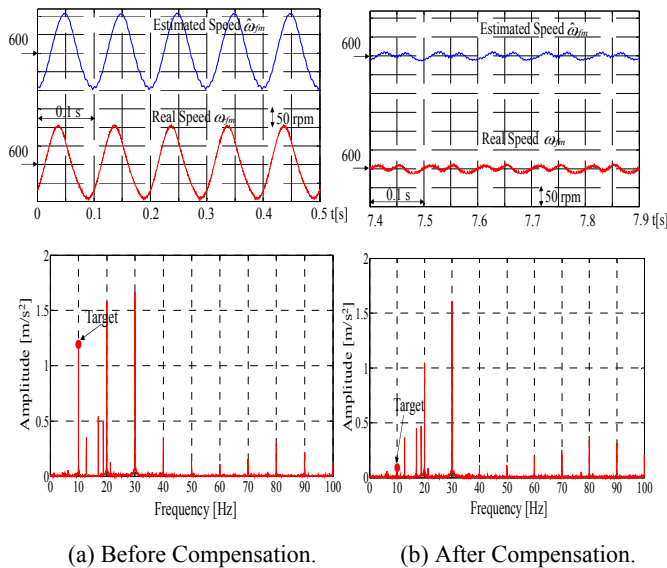 Estimated Speed ω̂fm
600
0.1 s
Real Speed ωfm
50 rpm
600
0 0.1 0.2 0.3 0.4 0.5 t[s]
Estimated Speed ω̂fm
600
Real Speed ωfm
600
0.1 s
50 rpm
7.4 7.5 7.6 7.7 7.8 7.9 t[s]
2
1.5
1
0.5
0
Amplitude [m/s²]
Target
0 10 20 30 40 50 60 70 80 90 100
Frequency [Hz]
2
1.5
1
0.5
0
Amplitude [m/s²]
Target
0 10 20 30 40 50 60 70 80 90 100
Frequency [Hz]
(a) Before Compensation.
(b) After Compensation.